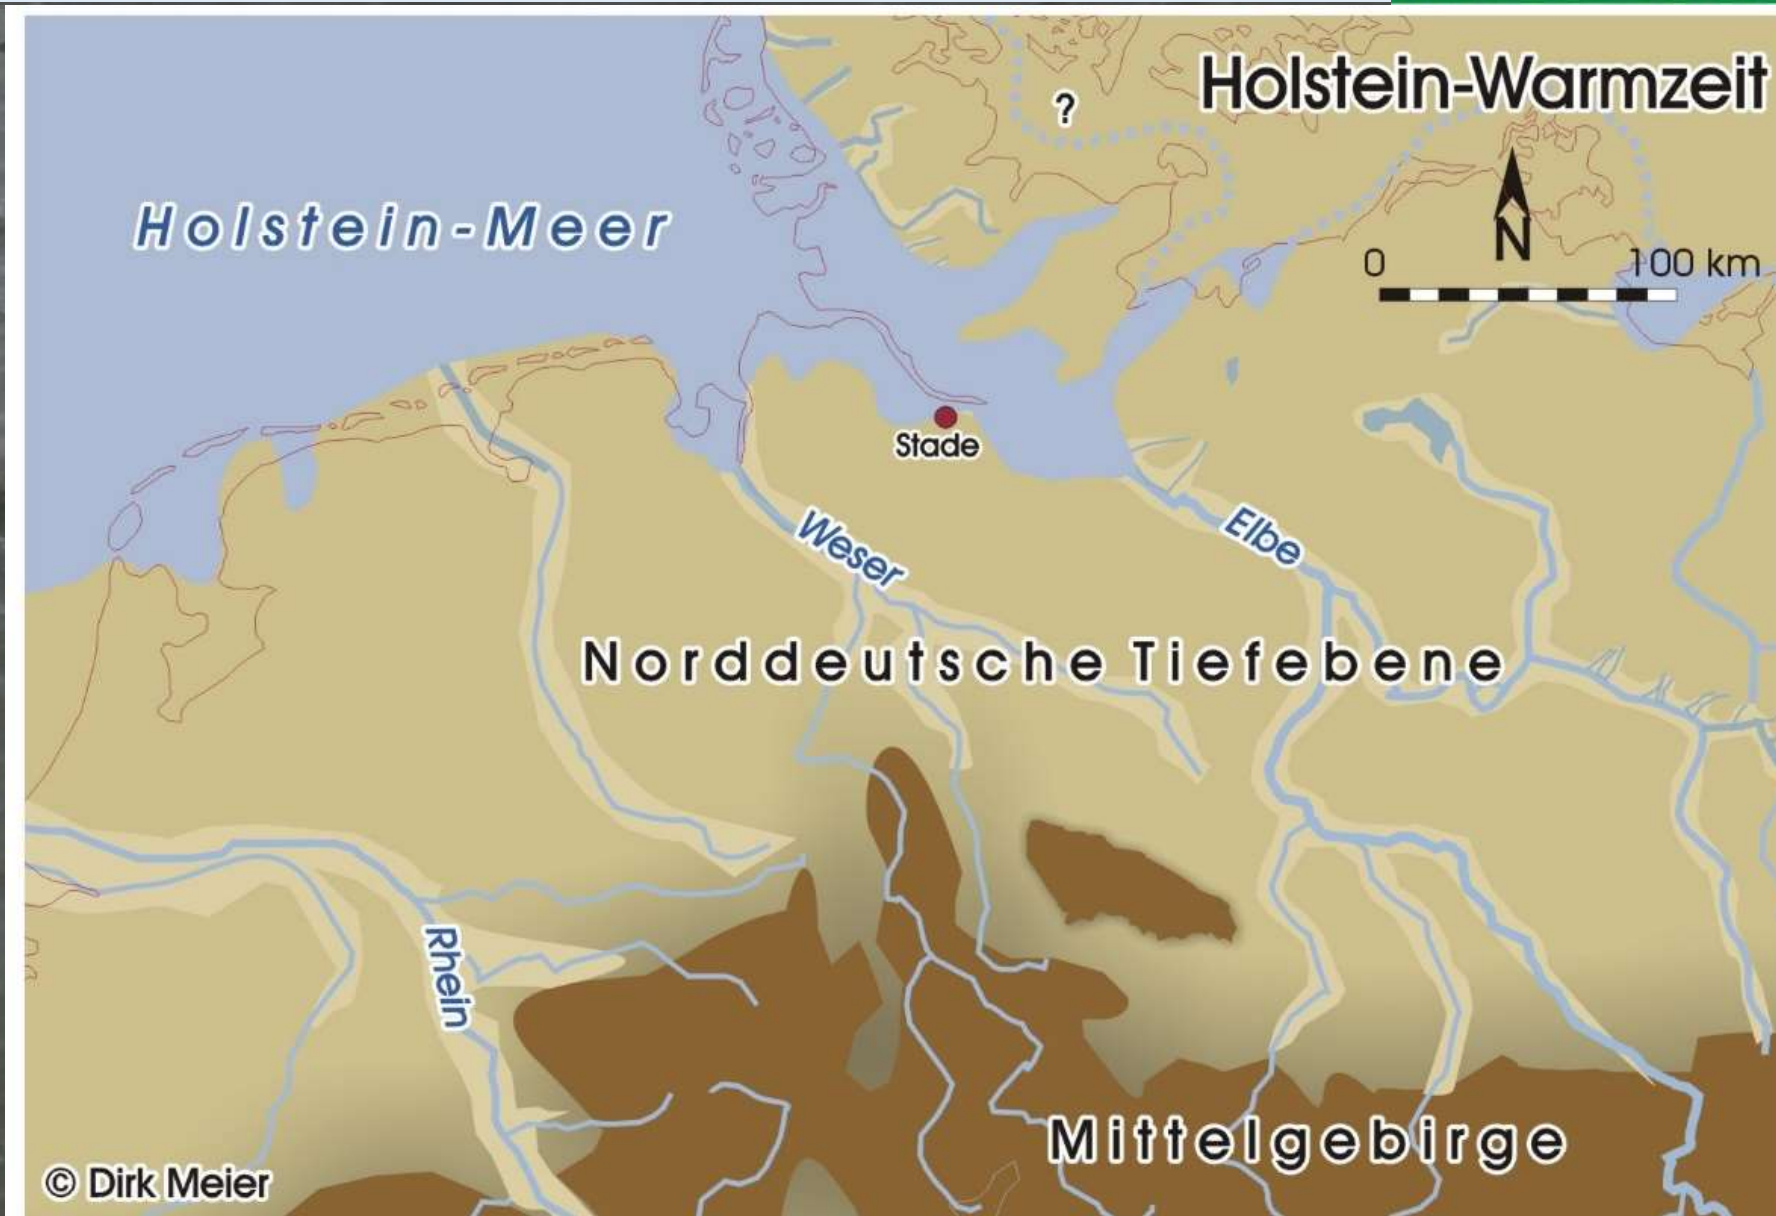 Holstein-Warmzeit
?
Holstein-Meer
N
0 100 km
Stade
Weser
Elbe
Norddeutsche Tiefebene
Rhein
Mittelgebirge
© Dirk Meier